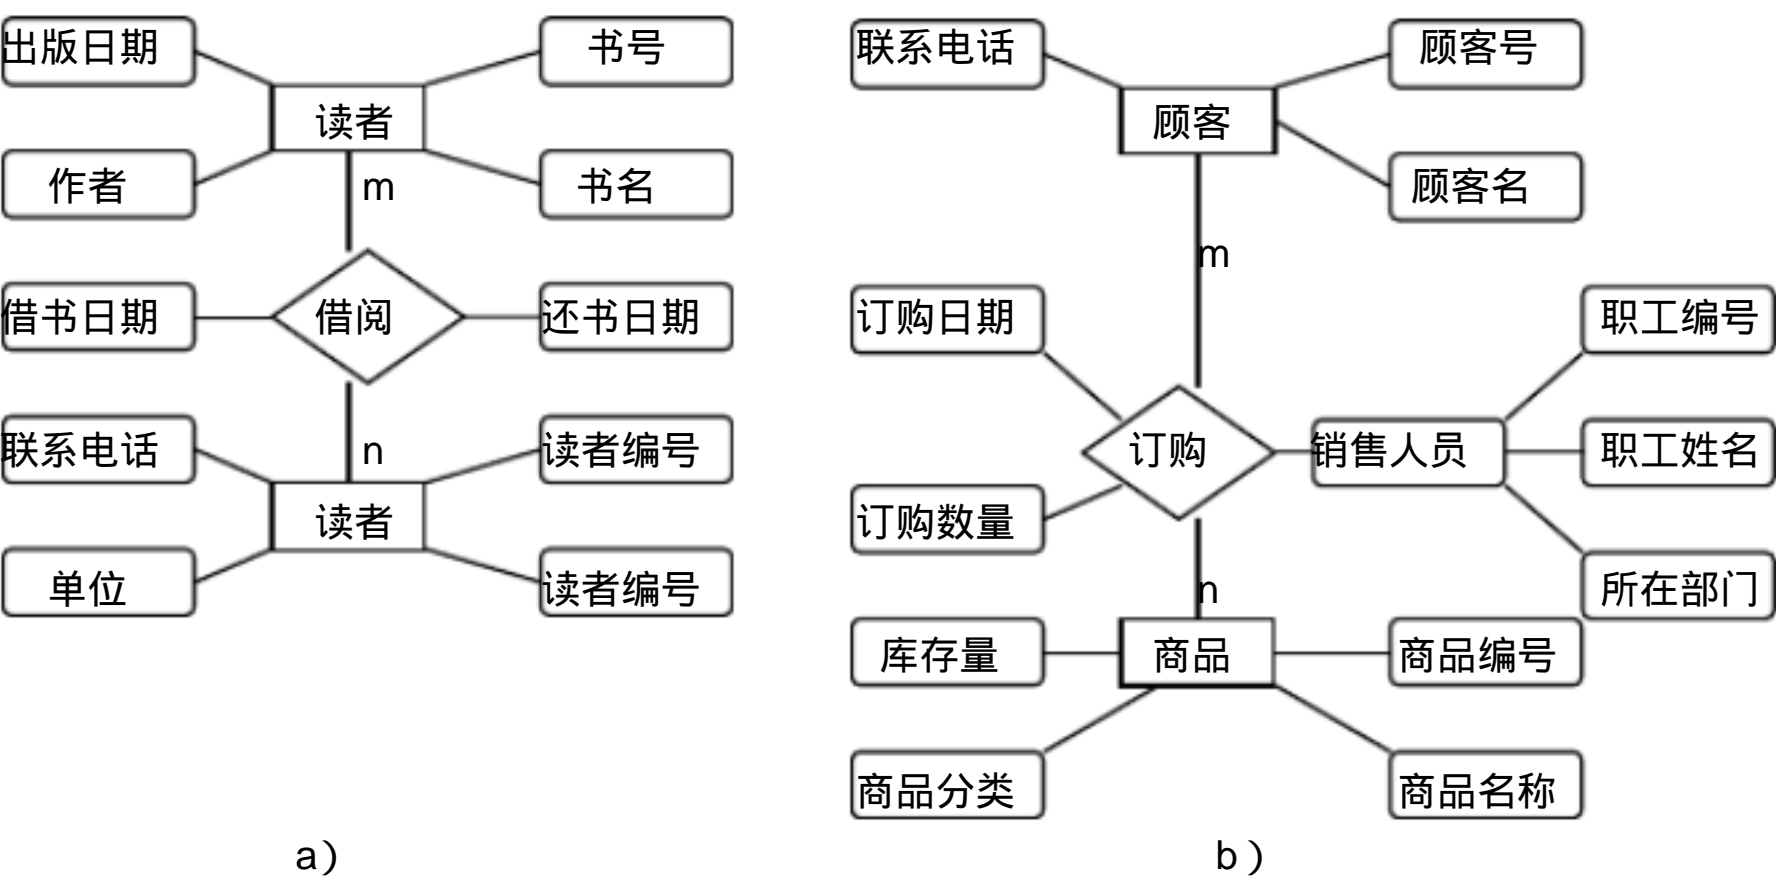 出版日期
书号
读者
作者
m
书名
借书日期
借阅
还书日期
联系电话
n
读者编号
读者
单位
读者编号
a)
联系电话
顾客号
顾客
顾客名
m
订购日期
职工编号
订购
销售人员
职工姓名
订购数量
n
所在部门
库存量
商品
商品编号
商品分类
商品名称
b)